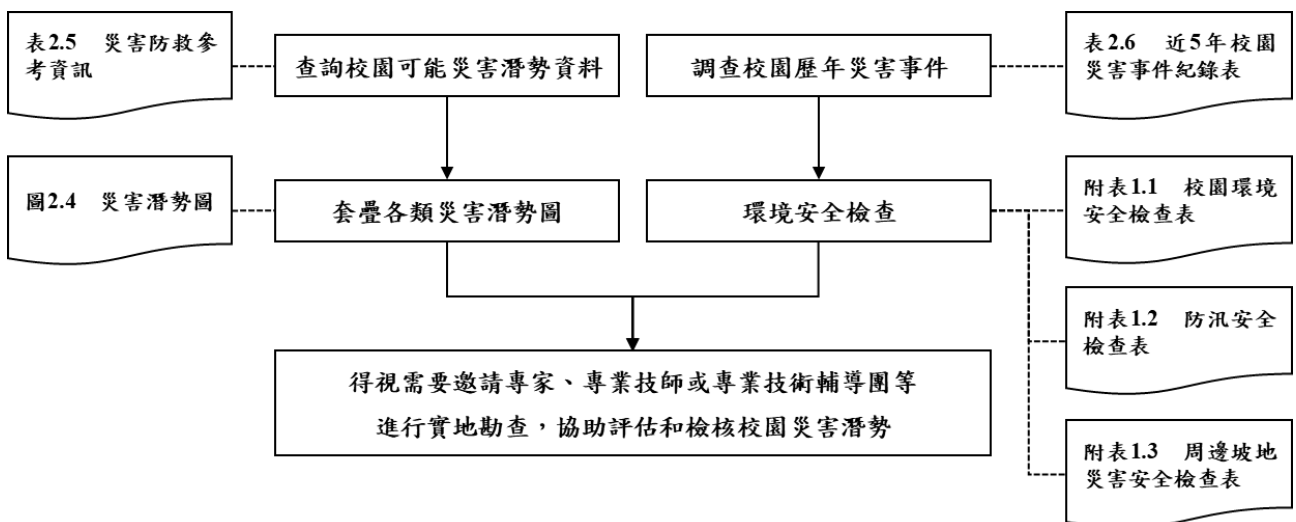 表2.5 災害防救參
考資訊
查詢校園可能災害潛勢資料
調查校園歷年災害事件
表2.6 近5年校園
災害事件紀錄表
圖2.4 災害潛勢圖
套疊各類災害潛勢圖
環境安全檢查
附表1.1 校園環境
安全檢查表
附表1.2 防汛安全
檢查表
得視需要邀請專家、專業技師或專業技術輔導團等
進行實地勘查，協助評估和檢核校園災害潛勢
附表1.3 周邊坡地
災害安全檢查表